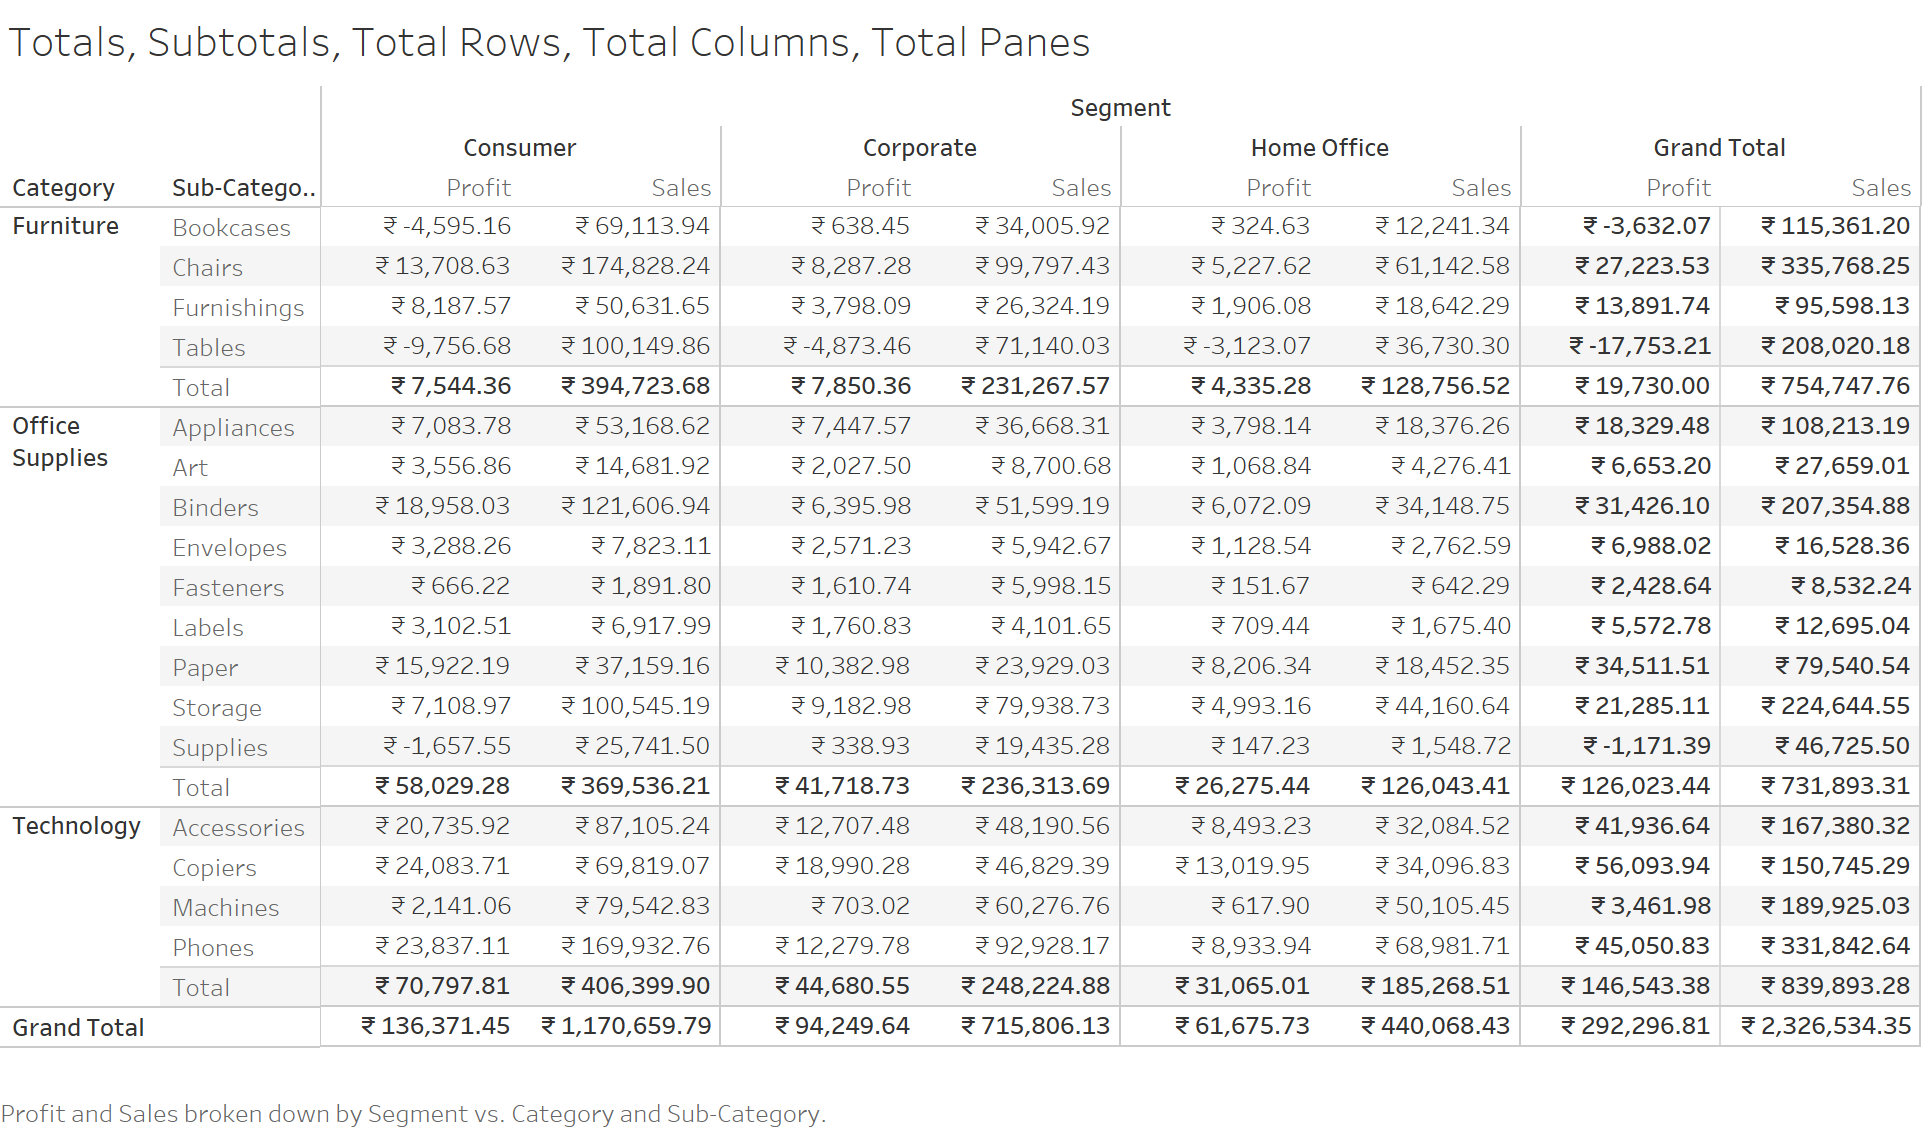 Totals, Subtotals, Total Rows, Total Columns, Total Panes
Segment
Consumer Corporate Home Office Grand Total
Category Sub-Catego.. Profit Sales Profit Sales Profit Sales Profit Sales
Furniture Bookcases ₹ -4,595.16 ₹ 69,113.94 ₹ 638.45 ₹ 34,005.92 ₹ 324.63 ₹ 12,241.34 ₹ -3,632.07 ₹ 115,361.20
Chairs ₹ 13,708.63 ₹ 174,828.24 ₹ 8,287.28 ₹ 99,797.43 ₹ 5,227.62 ₹ 61,142.58 ₹ 27,223.53 ₹ 335,768.25
Furnishings ₹ 8,187.57 ₹ 50,631.65 ₹ 3,798.09 ₹ 26,324.19 ₹ 1,906.08 ₹ 18,642.29 ₹ 13,891.74 ₹ 95,598.13
Tables ₹ -9,756.68 ₹ 100,149.86 ₹ -4,873.46 ₹ 71,140.03 ₹ -3,123.07 ₹ 36,730.30 ₹ -17,753.21 ₹ 208,020.18
Total ₹ 7,544.36 ₹ 394,723.68 ₹ 7,850.36 ₹ 231,267.57 ₹ 4,335.28 ₹ 128,756.52 ₹ 19,730.00 ₹ 754,747.76
Office Supplies Appliances ₹ 7,083.78 ₹ 53,168.62 ₹ 7,447.57 ₹ 36,668.31 ₹ 3,798.14 ₹ 18,376.26 ₹ 18,329.48 ₹ 108,213.19
Art ₹ 3,556.86 ₹ 14,681.92 ₹ 2,027.50 ₹ 8,700.68 ₹ 1,068.84 ₹ 4,276.41 ₹ 6,653.20 ₹ 27,659.01
Binders ₹ 18,958.03 ₹ 121,606.94 ₹ 6,395.98 ₹ 51,599.19 ₹ 6,072.09 ₹ 34,148.75 ₹ 31,426.10 ₹ 207,354.88
Envelopes ₹ 3,288.26 ₹ 7,823.11 ₹ 2,571.23 ₹ 5,942.67 ₹ 1,128.54 ₹ 2,762.59 ₹ 6,988.02 ₹ 16,528.36
Fasteners ₹ 666.22 ₹ 1,891.80 ₹ 1,610.74 ₹ 5,998.15 ₹ 151.67 ₹ 642.29 ₹ 2,428.64 ₹ 8,532.24
Labels ₹ 3,102.51 ₹ 6,917.99 ₹ 1,760.83 ₹ 4,101.65 ₹ 709.44 ₹ 1,675.40 ₹ 5,572.78 ₹ 12,695.04
Paper ₹ 15,922.19 ₹ 37,159.16 ₹ 10,382.98 ₹ 23,929.03 ₹ 8,206.34 ₹ 18,452.35 ₹ 34,511.51 ₹ 79,540.54
Storage ₹ 7,108.97 ₹ 100,545.19 ₹ 9,182.98 ₹ 79,938.73 ₹ 4,993.16 ₹ 44,160.64 ₹ 21,285.11 ₹ 224,644.55
Supplies ₹ -1,657.55 ₹ 25,741.50 ₹ 338.93 ₹ 19,435.28 ₹ 147.23 ₹ 1,548.72 ₹ -1,171.39 ₹ 46,725.50
Total ₹ 58,029.28 ₹ 369,536.21 ₹ 41,718.73 ₹ 236,313.69 ₹ 26,275.44 ₹ 126,043.41 ₹ 126,023.44 ₹ 731,893.31
Technology Accessories ₹ 20,735.92 ₹ 87,105.24 ₹ 12,707.48 ₹ 48,190.56 ₹ 8,493.23 ₹ 32,084.52 ₹ 41,936.64 ₹ 167,380.32
Copiers ₹ 24,083.71 ₹ 69,819.07 ₹ 18,990.28 ₹ 46,829.39 ₹ 13,019.95 ₹ 34,096.83 ₹ 56,093.94 ₹ 150,745.29
Machines ₹ 2,141.06 ₹ 79,542.83 ₹ 703.02 ₹ 60,276.76 ₹ 617.90 ₹ 50,105.45 ₹ 3,461.98 ₹ 189,925.03
Phones ₹ 23,837.11 ₹ 169,932.76 ₹ 12,279.78 ₹ 92,928.17 ₹ 8,933.94 ₹ 68,981.71 ₹ 45,050.83 ₹ 331,842.64
Total ₹ 70,797.81 ₹ 406,399.90 ₹ 44,680.55 ₹ 248,224.88 ₹ 31,065.01 ₹ 185,268.51 ₹ 146,543.38 ₹ 839,893.28
Grand Total ₹ 136,371.45 ₹ 1,170,659.79 ₹ 94,249.64 ₹ 715,806.13 ₹ 61,675.73 ₹ 440,068.43 ₹ 292,296.81 ₹ 2,326,534.35
Profit and Sales broken down by Segment vs. Category and Sub-Category.